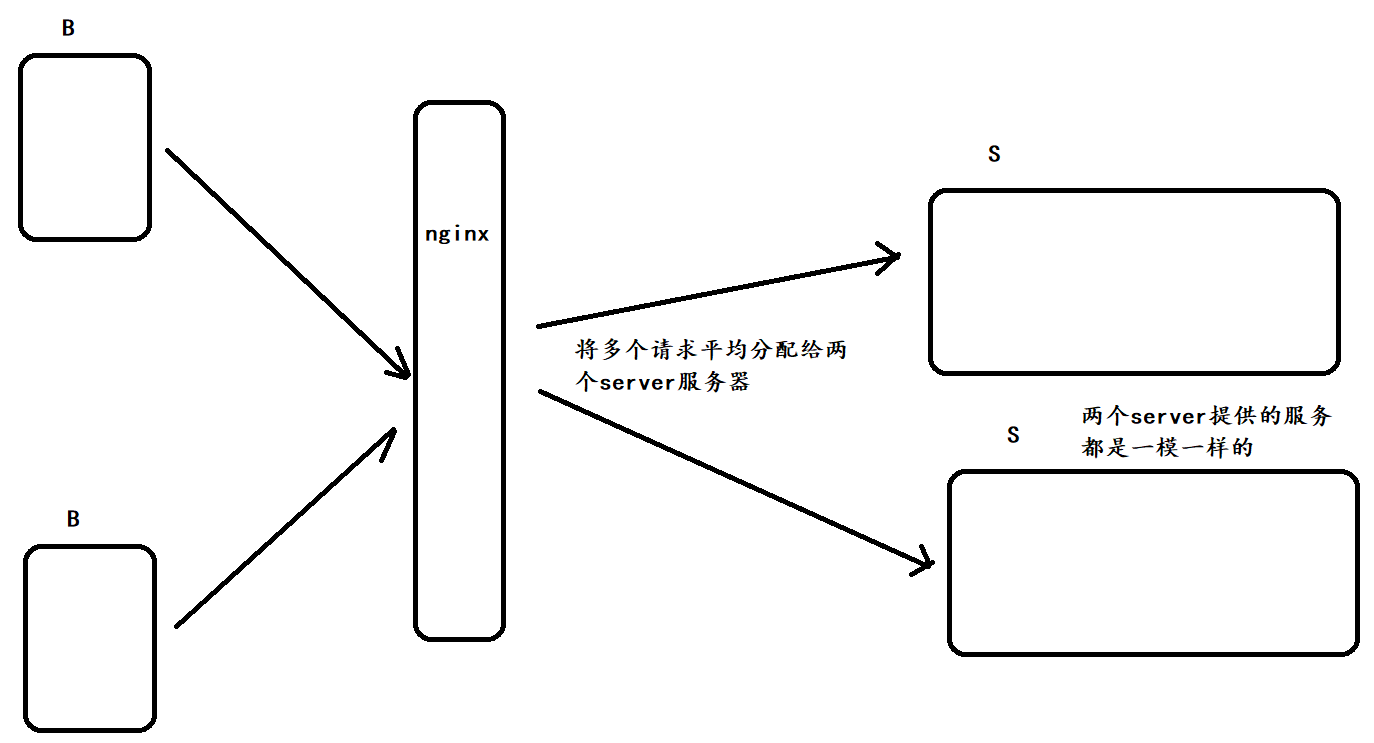 B
S
nginx
将多个请求平均分配给两
个server服务器
两个server提供的服务
都是一模一样的
S
B